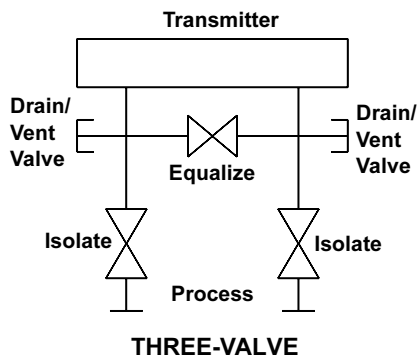 Transmitter
Drain/
Vent
Valve
Drain/
Vent
Valve
Equalize
Isolate
Isolate
Process
THREE-VALVE